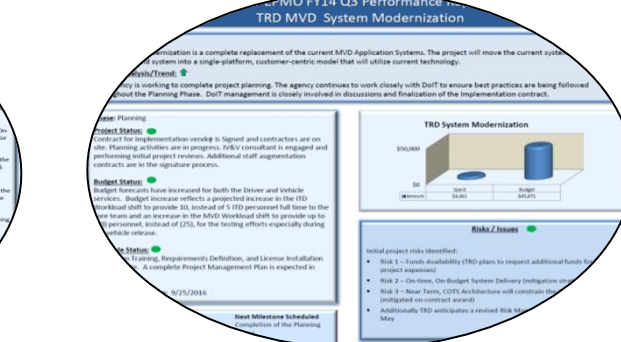 EPMO FY14 Q3 Performance
TRD MVD System Modernization
ernization is a complete replacement of the current MVD Application Systems. The project will move the current
system into a single-platform, customer-centric model that will utilize current technology.
alysis/Trend:
cy is working to complete project planning. The agency continues to work closely with DoIT to ensure best practices are being followed
ghout the Planning Phase. DoIT management is closely involved in discussions and finalization of the Implementation contract.
ase: Planning
Project Status:
Contract for Implementation vendor is Signed and contractors are on
site. Planning activities are in progress. IV&V consultant is engaged and
performing initial project reviews. Additional staff augmentation
contracts are in the signature process.
Budget Status:
Budget forecasts have increased for both the Driver and Vehicle
services. Budget increase reflects a projected increase in the ITD
Workload shift to provide 10, instead of 5 ITD personnel full time to the
ore team and an increase in the MVD Workload shift to provide up to
personnel, instead of (25), for the testing efforts especially during
vehicle release.
le Status:
n Training, Requirements Definition, and License Installation
e. A complete Project Management Plan is expected in
: 9/25/2016
Next Milestone Scheduled
Completion of the Planning
TRD System Modernization
$50,000
$0
Spent
Budget
Amount
$4,461
$45,671
Risks / Issues
Initial project risks identified:
• Risk 1 – Funds Availability (TRD plans to request additional funds for
project expenses)
• Risk 2 – On-time, On-Budget System Delivery (mitigation
• Risk 3 – Near Term, COTS Architecture will constrain the
(mitigated on contract award)
• Additionally TRD anticipates a revised Risk
May